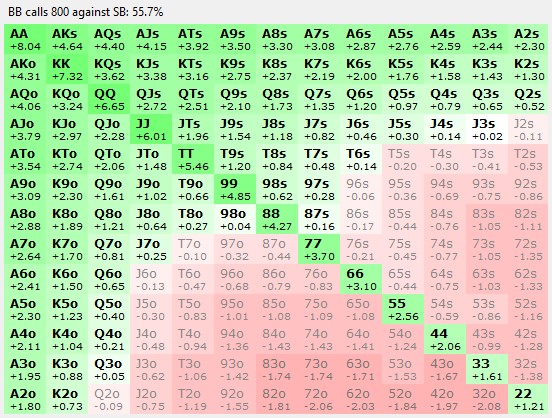 BB calls 800 against SB: 55.7%
AA AKs AQs AJs ATs A9s A8s A7s A6s A5s A4s A3s A2s
+8.04 +4.64 +4.40 +4.15 +3.92 +3.50 +3.30 +3.08 +2.87 +2.76 +2.59 +2.44 +2.30
AKo KK KQs KJs KTs K9s K8s K7s K6s K5s K4s K3s K2s
+4.31 +7.32 +3.62 +3.38 +3.16 +2.75 +2.37 +2.19 +2.00 +1.76 +1.58 +1.43 +1.30
AQo KQo QQ QJs QTs Q9s Q8s Q7s Q6s Q5s Q4s Q3s Q2s
+4.06 +3.24 +6.65 +2.72 +2.51 +2.10 +1.73 +1.35 +1.20 +0.97 +0.79 +0.65 +0.52
AJo KJo QJo JJ JTs J9s J8s J7s J6s J5s J4s J3s J2s
+3.79 +2.97 +2.28 +6.01 +1.96 +1.54 +1.18 +0.82 +0.46 +0.30 +0.14 +0.02 -0.11
ATo KTo QTo JTo TT T9s T8s T7s T6s T5s T4s T3s T2s
+3.54 +2.74 +2.06 +1.48 +5.46 +1.20 +0.84 +0.48 +0.14 -0.20 -0.30 -0.41 -0.53
A9o K9o Q9o J9o T9o 99 98s 97s 96s 95s 94s 93s 92s
+3.09 +2.30 +1.61 +1.02 +0.66 +4.85 +0.62 +0.28 -0.06 -0.36 -0.69 -0.75 -0.86
A8o K8o Q8o J8o T8o 98o 88 87s 86s 85s 84s 83s 82s
+2.88 +1.89 +1.21 +0.64 +0.27 +0.04 +4.27 +0.16 -0.17 -0.44 -0.76 -1.05 -1.11
A7o K7o Q7o J7o T7o 97o 87o 77 76s 75s 74s 73s 72s
+2.64 +1.70 +0.81 +0.25 -0.10 -0.32 -0.44 +3.70 -0.21 -0.45 -0.77 -1.05 -1.35
A6o K6o Q6o J6o T6o 96o 86o 76o 66 65s 64s 63s 62s
+2.41 +1.50 +0.65 -0.13 -0.47 -0.68 -0.79 -0.83 +3.10 -0.44 -0.75 -1.03 -1.33
A5o K5o Q5o J5o T5o 95o 85o 75o 65o 55 54s 53s 52s
+2.30 +1.23 +0.40 -0.30 -0.83 -1.01 -1.08 -1.09 -1.08 +2.56 -0.59 -0.86 -1.16
A4o K4o Q4o J4o T4o 94o 84o 74o 64o 54o 44 43s 42s
+2.11 +1.04 +0.21 -0.48 -0.94 -1.36 -1.43 -1.43 -1.41 -1.24 +2.06 -0.99 -1.28
A3o K3o Q3o J3o T3o 93o 83o 73o 63o 53o 43o 33 32s
+1.95 +0.88 +0.05 -0.62 -1.06 -1.42 -1.74 -1.74 -1.71 -1.53 -1.67 +1.61 -1.38
A2o K2o Q2o J2o T2o 92o 82o 72o 62o 52o 42o 32o 22
+1.80 +0.73 -0.09 -0.75 -1.19 -1.55 -1.81 -2.06 -2.03 -1.84 -1.97 -2.08 +1.21